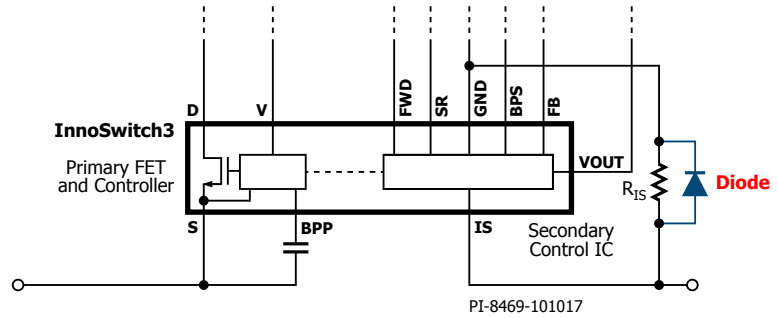 D
V
FWD
SR
GND
BPS
FB
InnoSwitch3
Primary FET
and Controller
VOUT
R_IS
Diode
S
BPP
IS
Secondary
Control IC
PI-8469-101017